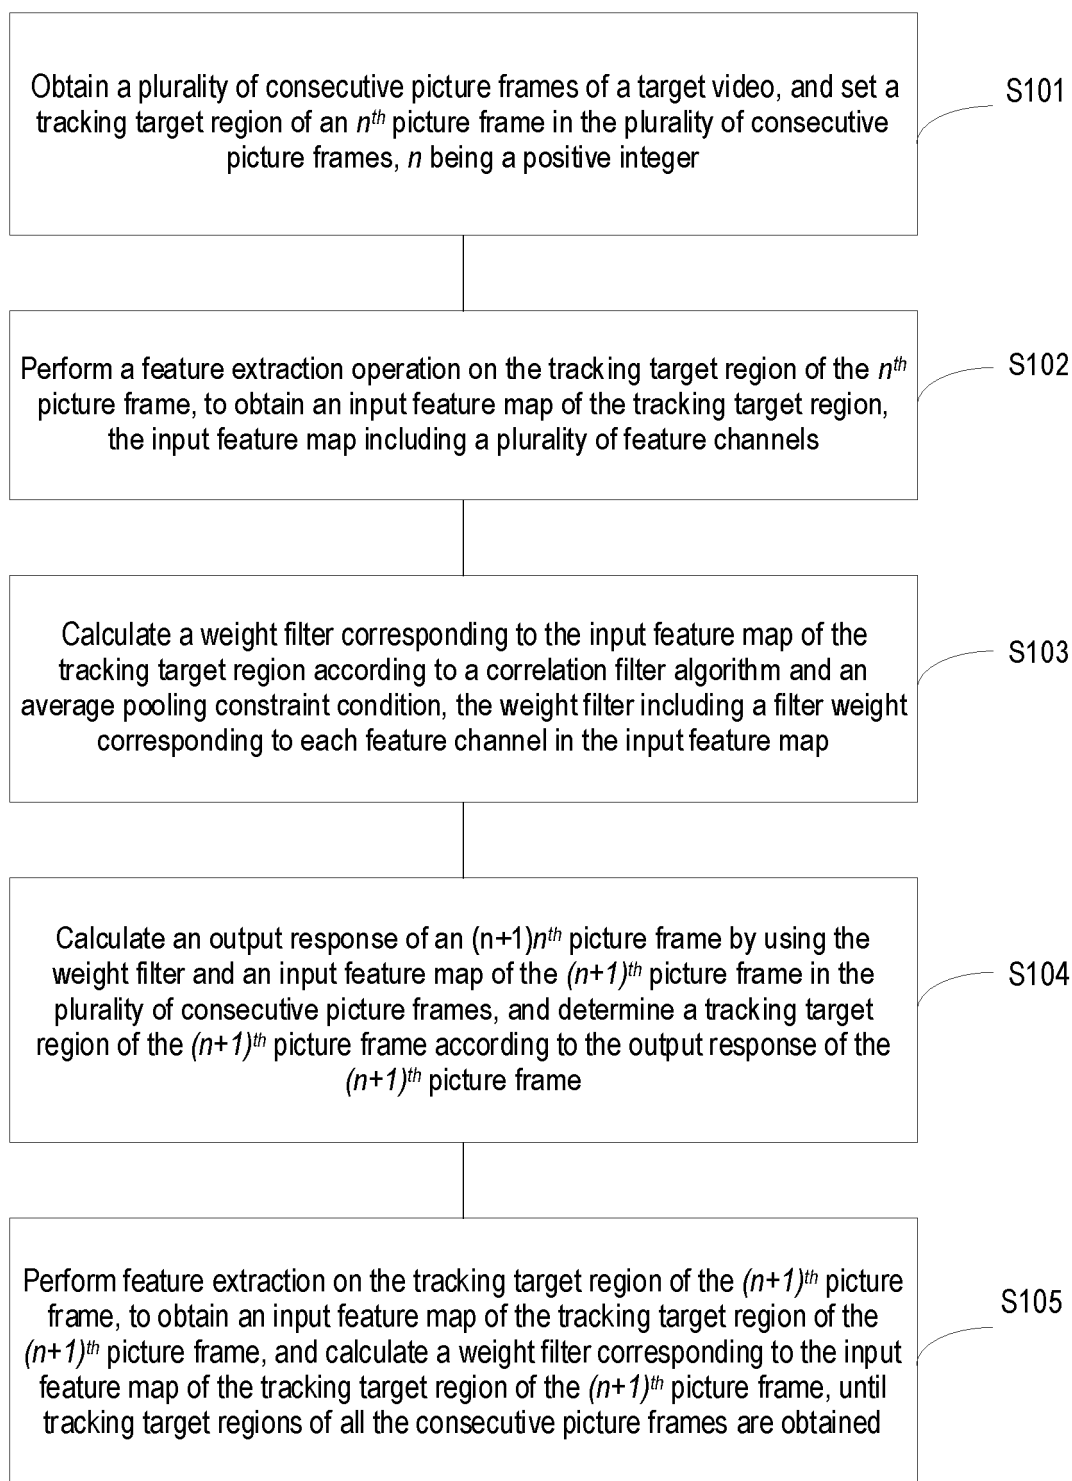 Obtain a plurality of consecutive picture frames of a target video, and set a
tracking target region of an nth picture frame in the plurality of consecutive
picture frames, n being a positive integer
S101
Perform a feature extraction operation on the tracking target region of the nth
picture frame, to obtain an input feature map of the tracking target region,
the input feature map including a plurality of feature channels
S102
Calculate a weight filter corresponding to the input feature map of the
tracking target region according to a correlation filter algorithm and an
average pooling constraint condition, the weight filter including a filter weight
corresponding to each feature channel in the input feature map
S103
Calculate an output response of an (n+1)nth picture frame by using the
weight filter and an input feature map of the (n+1)th picture frame in the
plurality of consecutive picture frames, and determine a tracking target
region of the (n+1)th picture frame according to the output response of the
(n+1)th picture frame
S104
Perform feature extraction on the tracking target region of the (n+1)th picture
frame, to obtain an input feature map of the tracking target region of the
(n+1)th picture frame, and calculate a weight filter corresponding to the input
feature map of the tracking target region of the (n+1)th picture frame, until
tracking target regions of all the consecutive picture frames are obtained
S105